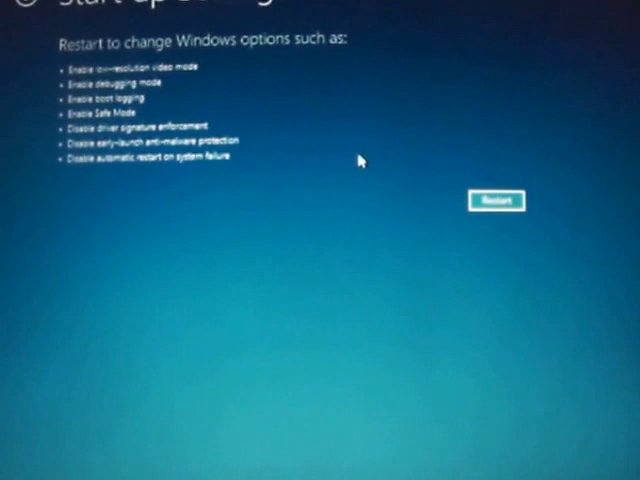 Start-up
Restart to change Windows options such as:
• Enable low-resolution video mode
• Enable debugging mode
• Enable boot logging
• Enable Safe Mode
• Disable driver signature enforcement
• Disable early-launch anti-malware protection
• Disable automatic restart on system failure
Restart